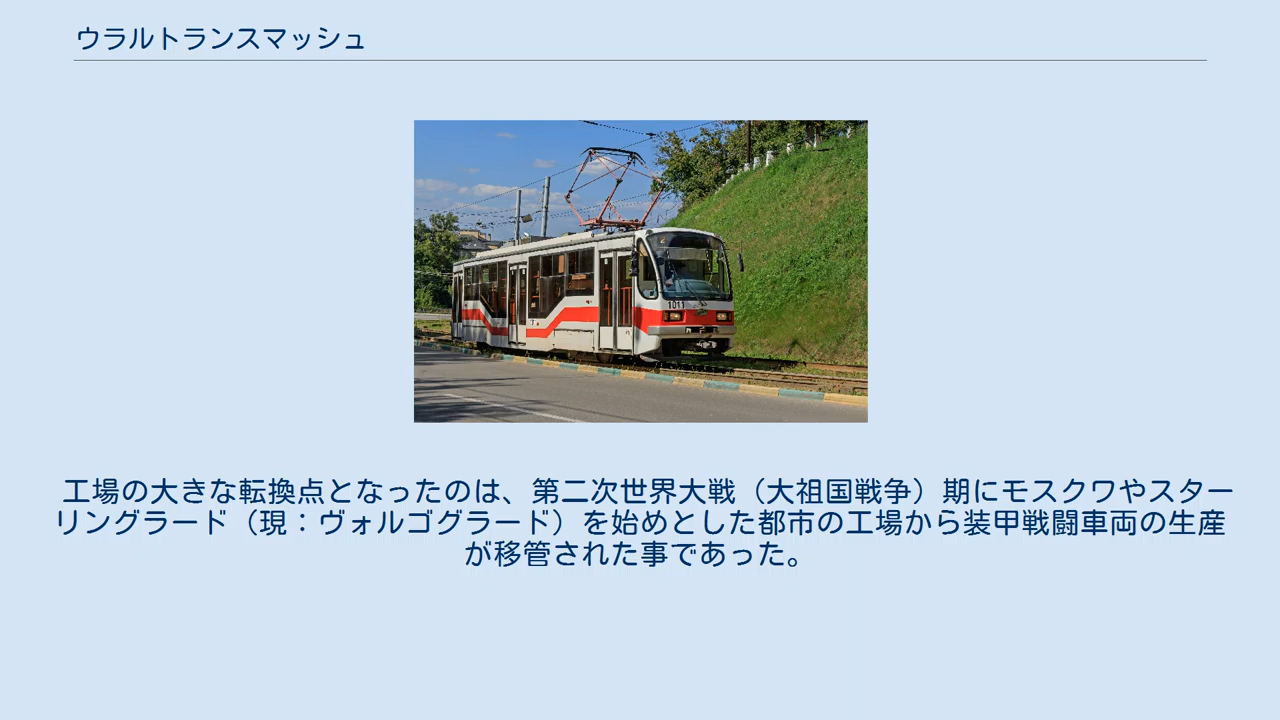 ウラルトランスマッシュ
1011
工場の大きな転換点となったのは、第二次世界大戦（大祖国戦争）期にモスクワやスター
リングラード（現：ヴォルゴグラード）を始めとした都市の工場から装甲戦闘車両の生産
が移管された事であった。